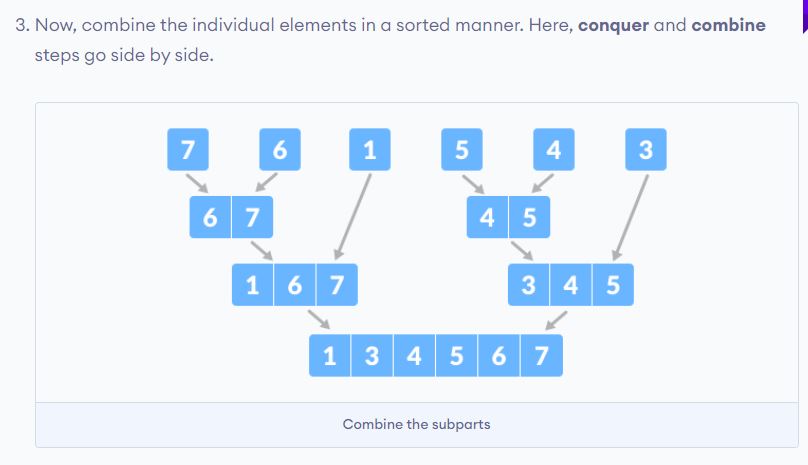 3. Now, combine the individual elements in a sorted manner. Here, conquer and combine
steps go side by side.
7 6 1 5 4 3
6 7 4 5
1 6 7 3 4 5
1 3 4 5 6 7
Combine the subparts